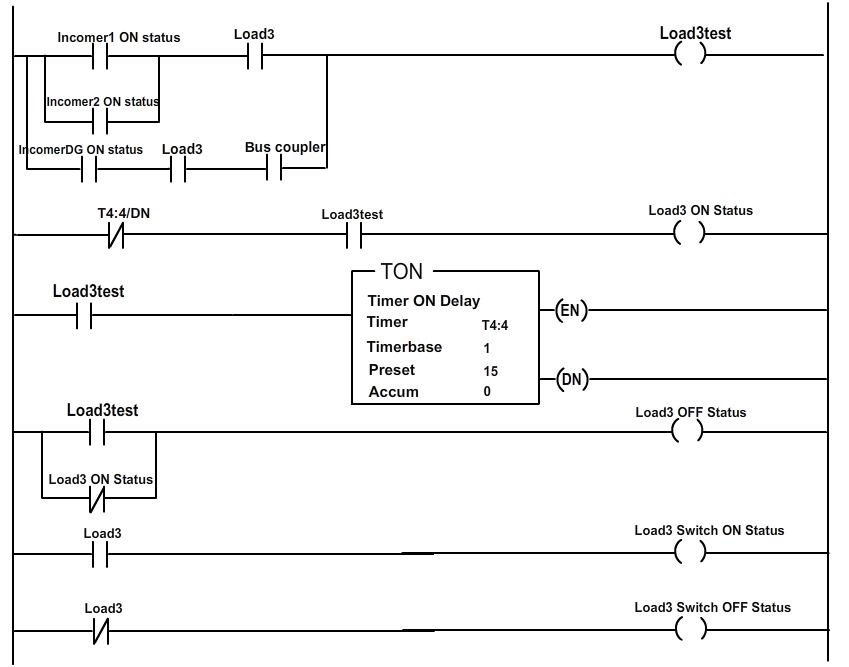 Incomer1 ON status
Load3
Load3test
Incomer2 ON status
IncomerDG ON status
Load3
Bus coupler
T4:4/DN
Load3test
Load3 ON Status
Load3test
TON
Timer ON Delay
Timer T4:4
Timerbase 1
Preset 15
Accum 0
EN
DN
Load3test
Load3 OFF Status
Load3 ON Status
Load3
Load3 Switch ON Status
Load3
Load3 Switch OFF Status